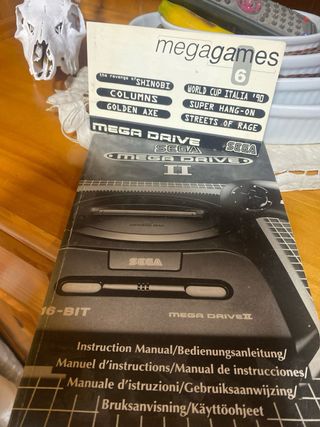 megagames
6
the revenge of SHINOBI
COLUMNS
GOLDEN AXE
WORLD CUP ITALIA '90
SUPER HANG-ON
STREETS OF RAGE
MEGA DRIVE
SEGA
SEGA
MEGA DRIVE
II
SEGA
16-BIT
MEGA DRIVE II
Instruction Manual/Bedienungsanleitung/
Manuel d'instructions/Manual de instrucciones/
Manuale d'istruzioni/Gebruiksaanwijzing/
Bruksanvisning/Käyttöohjeet